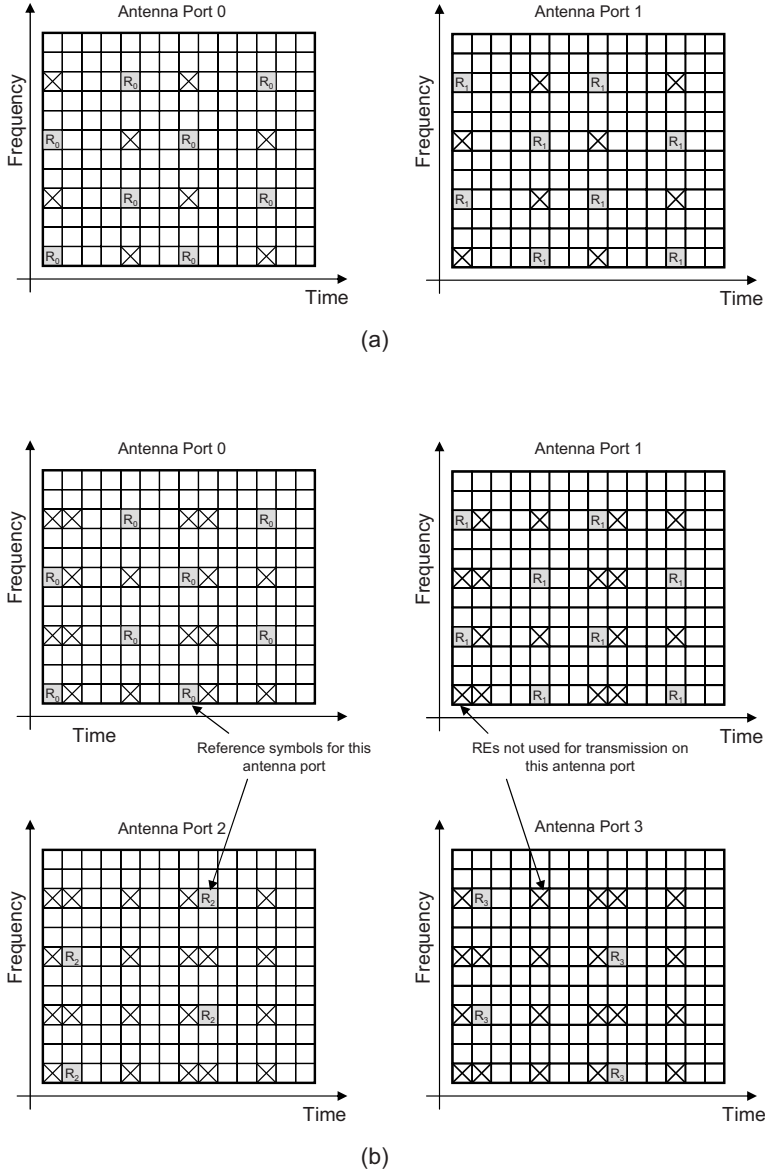 Antenna Port 0
Antenna Port 1
Frequency
Frequency
R0 R0
R1 R1
R0 R0
R1 R1
R0 R0
R1 R1
R0 R0
R1 R1
Time
Time
(a)
Antenna Port 0
Antenna Port 1
Frequency
Frequency
R0 R0
R1 R1
R0 R0
R1 R1
R0 R0
R1 R1
R0 R0
R1 R1
Time
Time
Reference symbols for this
antenna port
REs not used for transmission on
this antenna port
Antenna Port 2
Antenna Port 3
Frequency
Frequency
R2
R3
R2
R3
R2
R3
R2
R3
Time
Time
(b)